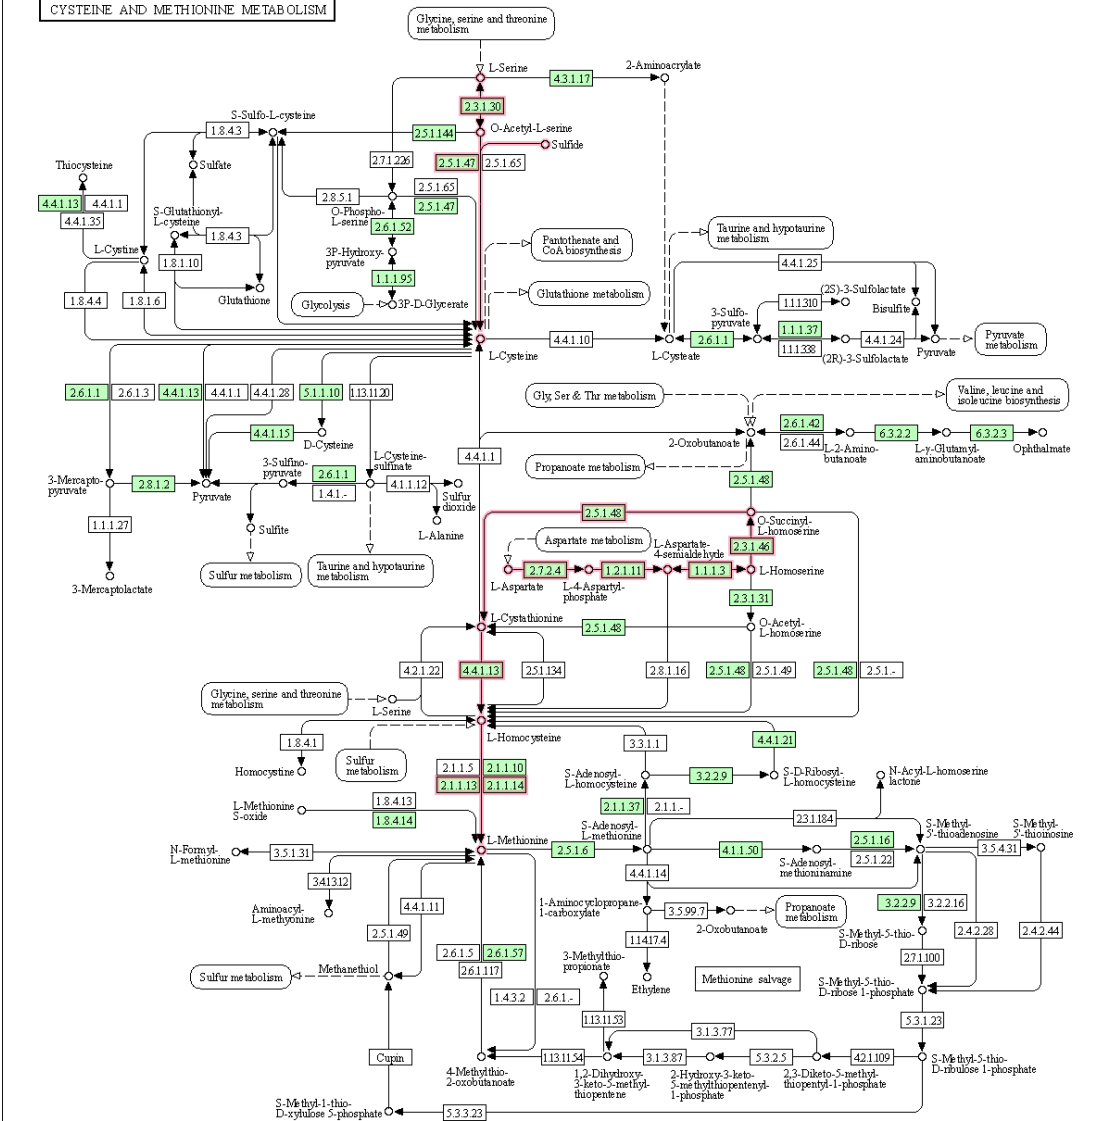 CYSTEINE AND METHIONINE METABOLISM
Glycine, serine and threonine
metabolism
L-Serine
4.3.1.17
2-Aminoacrylate
2.3.1.30
S-Sulfo-L-cysteine
1.8.4.3
2.5.1.144
O-Acetyl-L-serine
Sulfide
Sulfate
2.7.1.226
2.5.1.47
2.5.1.65
Thiocysteine
4.4.1.13
4.4.1.1
4.4.1.35
S-Glutathionyl-
L-cysteine
2.8.5.1
2.5.1.65
2.5.1.47
O-Phospho-
L-serine
2.6.1.52
1.8.4.3
L-Cystine
1.8.1.10
3P-Hydroxy-
pyruvate
1.1.1.95
Pantothenate and
CoA biosynthesis
Taurine and hypotaurine
metabolism
4.4.1.25
1.8.4.4
1.8.1.6
Glutathione
Glycolysis
3P-D-Glycerate
Glutathione metabolism
3-Sulfo-
pyruvate
1.1.1.310
(2S)-3-Sulfolactate
Bisulfite
L-Cysteine
4.4.1.10
L-Cysteate
2.6.1.1
1.1.1.37
1.1.1.338
(2R)-3-Sulfolactate
4.4.1.24
Pyruvate
Pyruvate
metabolism
2.6.1.1
2.6.1.3
4.4.1.13
4.4.1.1
4.4.1.28
5.1.1.10
1.13.11.20
Gly, Ser & Thr metabolism
Valine, leucine and
isoleucine biosynthesis
4.4.1.15
D-Cysteine
2-Oxobutanoate
2.6.1.42
2.6.1.44
L-2-Amino-
butanoate
6.3.2.2
L-γ-Glutamyl-
aminobutanoate
6.3.2.3
Ophthalmate
4.4.1.1
Propanoate metabolism
3-Mercapto-
pyruvate
2.8.1.2
Pyruvate
3-Sulfino-
pyruvate
2.6.1.1
1.4.1.-
L-Cysteine-
sulfinate
4.1.1.12
Sulfur
dioxide
L-Alanine
2.5.1.48
1.1.1.27
Sulfite
2.5.1.48
O-Succinyl-
L-homoserine
Aspartate metabolism
L-Aspartate-
4-semialdehyde
2.3.1.46
3-Mercaptolactate
Sulfur metabolism
Taurine and hypotaurine
metabolism
L-Aspartate
2.7.2.4
L-4-Aspartyl-
phosphate
1.2.1.11
1.1.1.3
L-Homoserine
2.3.1.31
L-Cystathionine
2.5.1.48
O-Acetyl-
L-homoserine
4.2.1.22
4.4.1.13
2.5.1.134
2.8.1.16
2.5.1.48
2.5.1.49
2.5.1.48
2.5.1.-
Glycine, serine and threonine
metabolism
L-Serine
L-Homocysteine
1.8.4.1
Homocystine
Sulfur
metabolism
2.1.1.5
2.1.1.10
2.1.1.13
2.1.1.14
3.3.1.1
4.4.1.21
S-Adenosyl-
L-homocysteine
3.2.2.9
S-D-Ribosyl-
L-homocysteine
N-Acyl-L-homoserine
lactone
L-Methionine
S-oxide
1.8.4.13
1.8.4.14
2.1.1.37
2.1.1.-
2.3.1.184
L-Methionine
2.5.1.6
S-Adenosyl-
L-methionine
4.1.1.50
S-Adenosyl-
methioninamine
2.5.1.16
2.5.1.22
S-Methyl-
5'-thioadenosine
3.5.4.31
S-Methyl-
5'-thioinosine
N-Formyl-
L-methionine
3.5.1.31
3.4.13.12
Aminoacyl-
L-methyonine
4.4.1.11
4.4.1.14
1-Aminocyclopropane-
1-carboxylate
3.5.99.7
2-Oxobutanoate
Propanoate
metabolism
3.2.2.9
3.2.2.16
S-Methyl-5-thio-
D-ribose
2.4.2.28
2.4.2.44
2.5.1.49
1.14.17.4
Ethylene
2.6.1.5
2.6.1.57
2.6.1.117
3-Methylthio-
propionate
2.7.1.100
Sulfur metabolism
Methanethiol
Methionine salvage
S-Methyl-5-thio-
D-ribose 1-phosphate
1.4.3.2
2.6.1.-
1.13.11.53
5.3.1.23
3.1.3.77
Cupin
4-Methylthio-
2-oxobutanoate
1.13.11.54
1,2-Dihydroxy-
3-keto-5-methyl-
thiopentene
3.1.3.87
2-Hydroxy-3-keto-
5-methylthiopentenyl-
1-phosphate
5.3.2.5
2,3-Diketo-5-methyl-
thiopentyl-1-phosphate
4.2.1.109
S-Methyl-5-thio-
D-ribulose 1-phosphate
S-Methyl-1-thio-
D-xylulose 5-phosphate
5.3.3.23